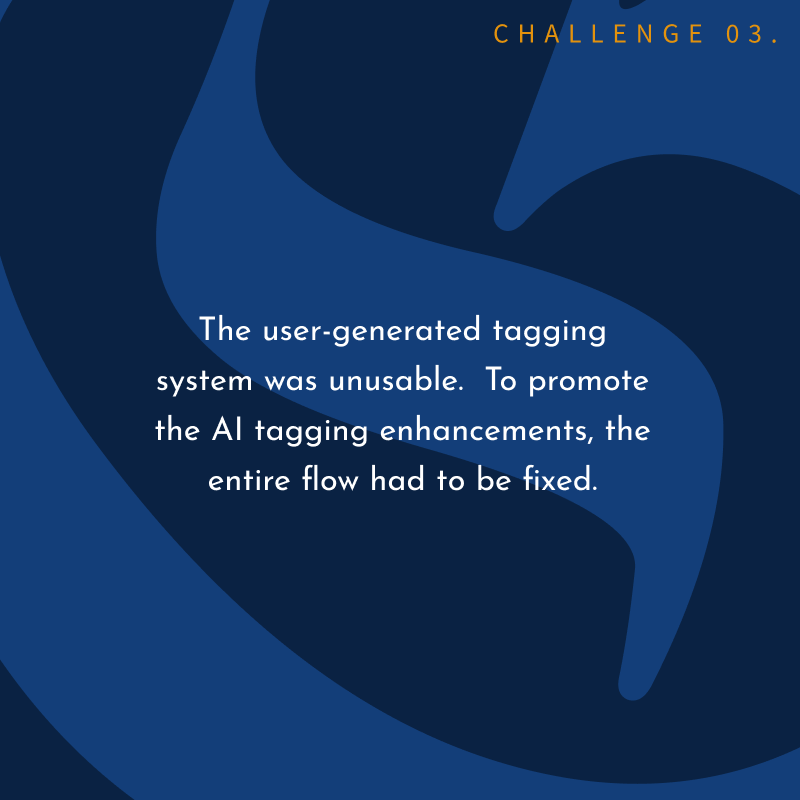 CHALLENGE 03.
The user-generated tagging
system was unusable.  To promote
the AI tagging enhancements, the
entire flow had to be fixed.